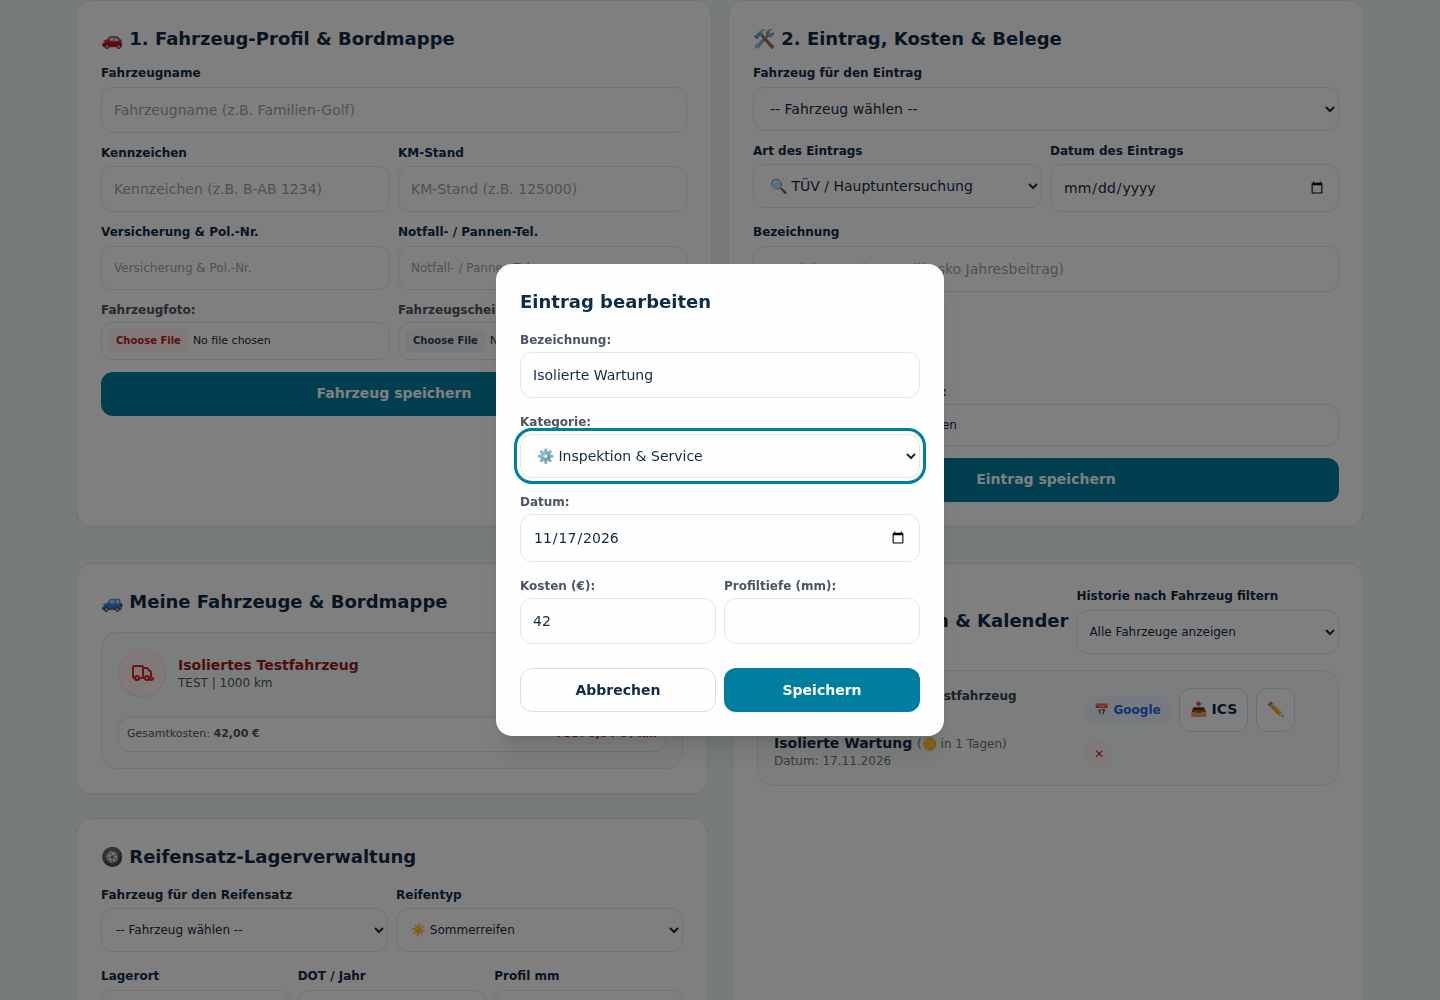 🚗 1. Fahrzeug-Profil & Bordmappe
Fahrzeugname
Fahrzeugname (z.B. Familien-Golf)
Kennzeichen
KM-Stand
Kennzeichen (z.B. B-AB 1234)
KM-Stand (z.B. 125000)
Versicherung & Pol.-Nr.
Notfall- / Pannen-Tel.
Versicherung & Pol.-Nr.
Notfall- / Panne
Fahrzeugfoto:
Choose File No file chosen
Choose File
Fahrzeug speichern
🛠️ 2. Eintrag, Kosten & Belege
Fahrzeug für den Eintrag
-- Fahrzeug wählen --
Art des Eintrags
Datum des Eintrags
🔍 TÜV / Hauptuntersuchung
mm/dd/yyyy
Bezeichnung
Jahresbeitrag)
Eintrag speichern
Eintrag bearbeiten
Bezeichnung:
Isolierte Wartung
Kategorie:
⚙️ Inspektion & Service
Datum:
11/17/2026
Kosten (€):
Profiltiefe (mm):
42
Abbrechen
Speichern
🚙 Meine Fahrzeuge & Bordmappe
Isoliertes Testfahrzeug
TEST | 1000 km
Gesamtkosten: 42,00 €
& Kalender
Historie nach Fahrzeug filtern
Alle Fahrzeuge anzeigen
📅 Google
📤 ICS
✏️
Isolierte Wartung (🟡 in 1 Tagen)
Datum: 17.11.2026
✕
🛞 Reifensatz-Lagerverwaltung
Fahrzeug für den Reifensatz
Reifentyp
-- Fahrzeug wählen --
☀️ Sommerreifen
Lagerort
DOT / Jahr
Profil mm